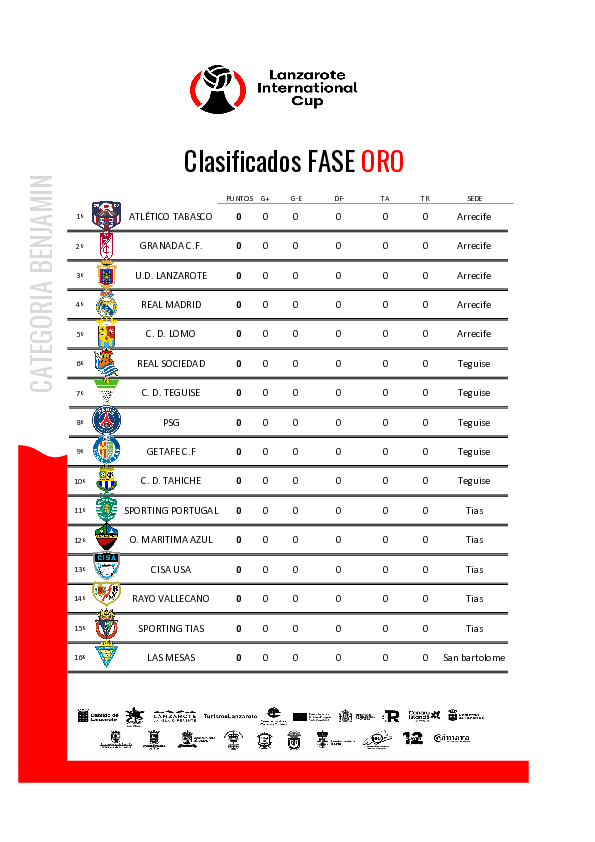 Lanzarote
International
Cup
Clasificados FASE ORO
CATEGORIA BENJAMIN
PUNTOS G+ G-E DF- TA TR SEDE
1º ATLÉTICO TABASCO 0 0 0 0 0 0 Arrecife
2º GRANADA C.F. 0 0 0 0 0 0 Arrecife
3º U.D. LANZAROTE 0 0 0 0 0 0 Arrecife
4º REAL MADRID 0 0 0 0 0 0 Arrecife
5º C. D. LOMO 0 0 0 0 0 0 Arrecife
6º REAL SOCIEDAD 0 0 0 0 0 0 Teguise
7º C. D. TEGUISE 0 0 0 0 0 0 Teguise
8º PSG 0 0 0 0 0 0 Teguise
9º GETAFE C.F 0 0 0 0 0 0 Teguise
10º C. D. TAHICHE 0 0 0 0 0 0 Teguise
11º SPORTING PORTUGAL 0 0 0 0 0 0 Tias
12º O. MARITIMA AZUL 0 0 0 0 0 0 Tias
13º CISA USA 0 0 0 0 0 0 Tias
14º RAYO VALLECANO 0 0 0 0 0 0 Tias
15º SPORTING TIAS 0 0 0 0 0 0 Tias
16º LAS MESAS 0 0 0 0 0 0 San bartolome
Cabildo de Lanzarote LANZAROTE TurismoLanzarote Canary Islands
12 Cámara